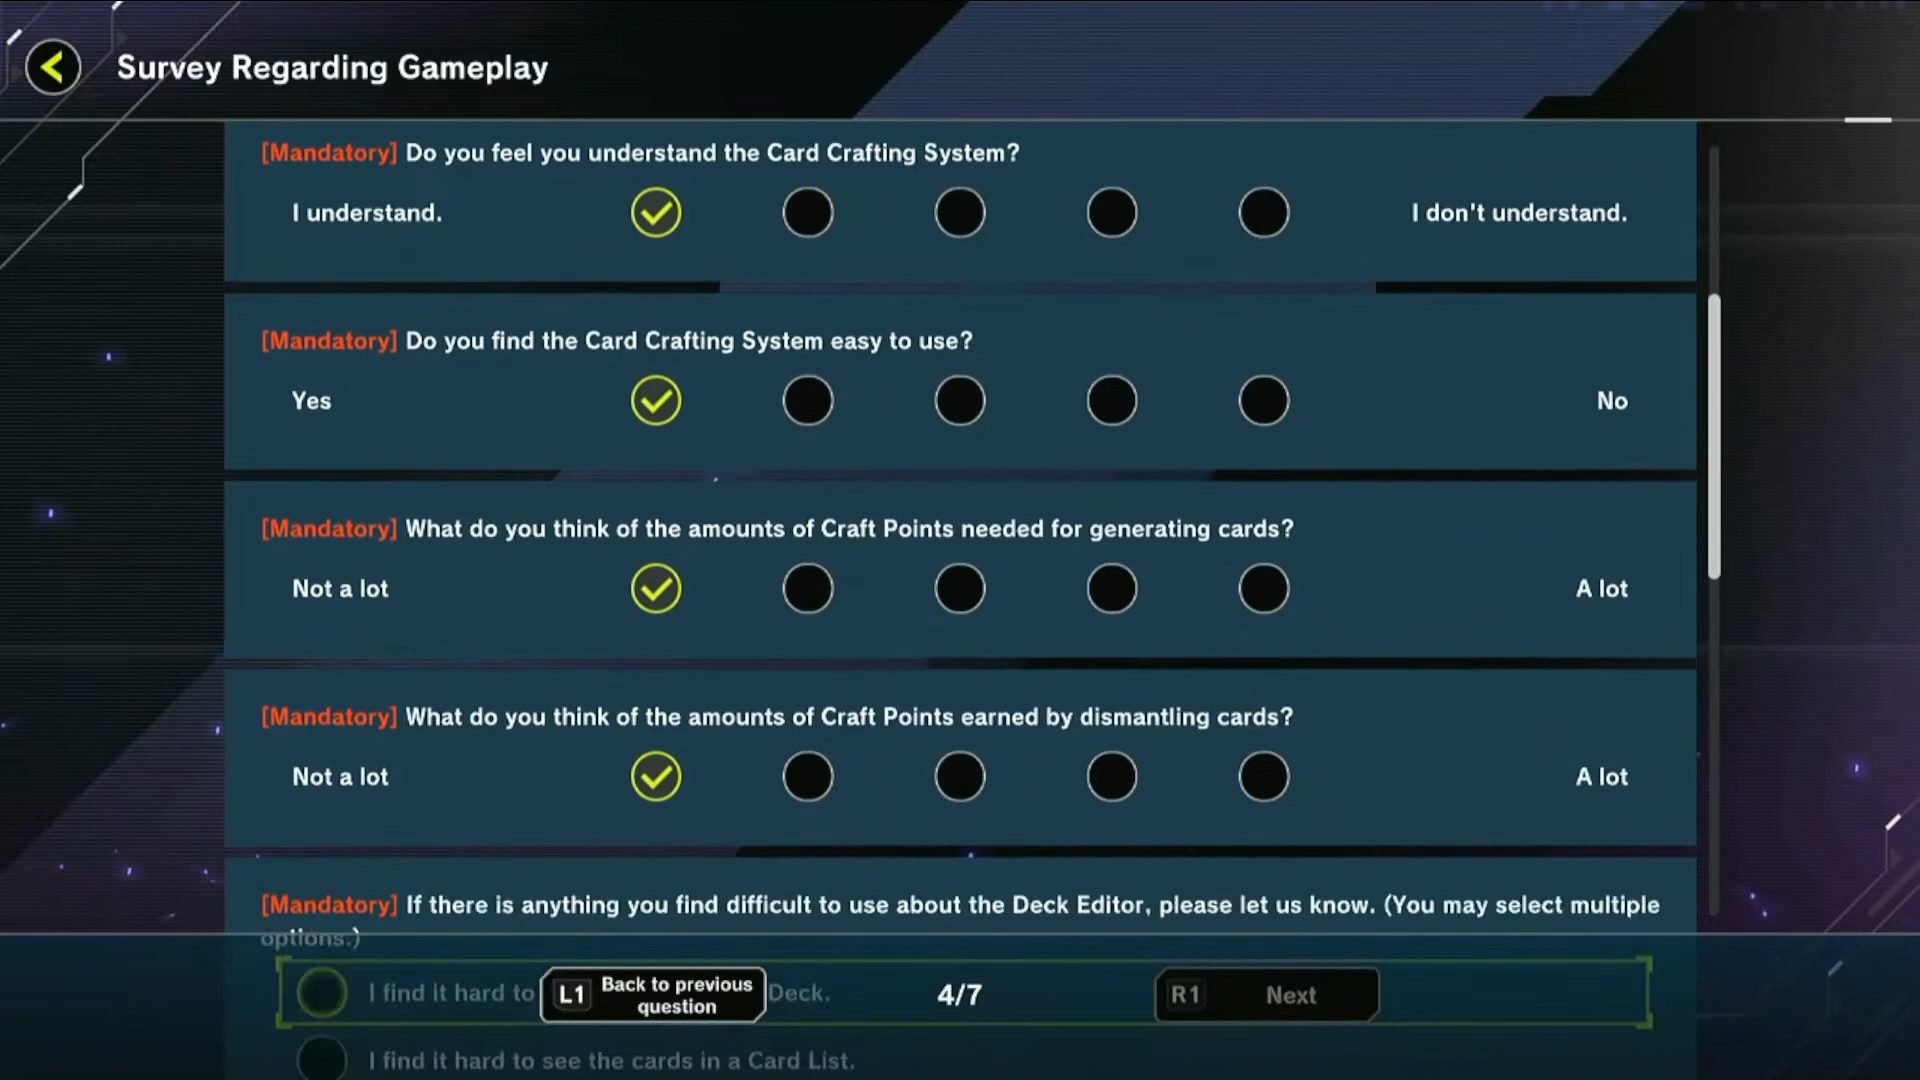 Survey Regarding Gameplay
[Mandatory] Do you feel you understand the Card Crafting System?
I understand.
I don't understand.
[Mandatory] Do you find the Card Crafting System easy to use?
Yes
No
[Mandatory] What do you think of the amounts of Craft Points needed for generating cards?
Not a lot
A lot
[Mandatory] What do you think of the amounts of Craft Points earned by dismantling cards?
Not a lot
A lot
[Mandatory] If there is anything you find difficult to use about the Deck Editor, please let us know. (You may select multiple
options.)
I find it hard to
Deck.
L1 Back to previous
question
4/7
R1 Next
I find it hard to see the cards in a Card List.